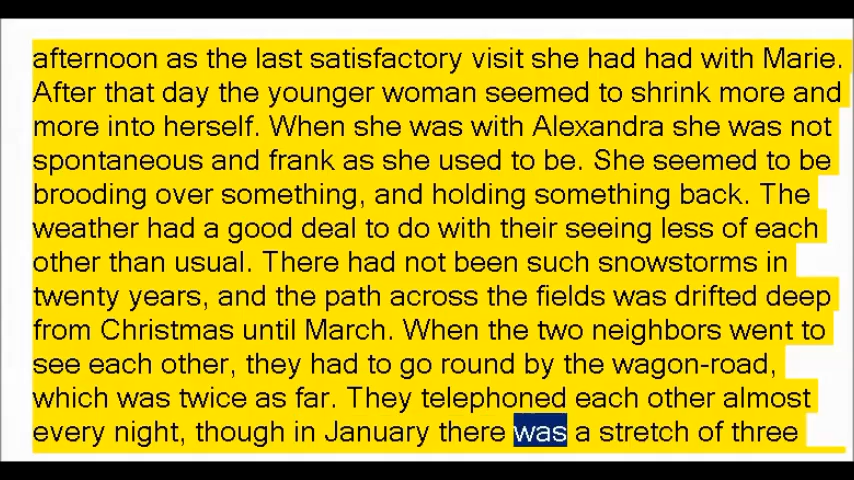 afternoon as the last satisfactory visit she had had with Marie.
After that day the younger woman seemed to shrink more and
more into herself. When she was with Alexandra she was not
spontaneous and frank as she used to be. She seemed to be
brooding over something, and holding something back. The
weather had a good deal to do with their seeing less of each
other than usual. There had not been such snowstorms in
twenty years, and the path across the fields was drifted deep
from Christmas until March. When the two neighbors went to
see each other, they had to go round by the wagon-road,
which was twice as far. They telephoned each other almost
every night, though in January there was a stretch of three